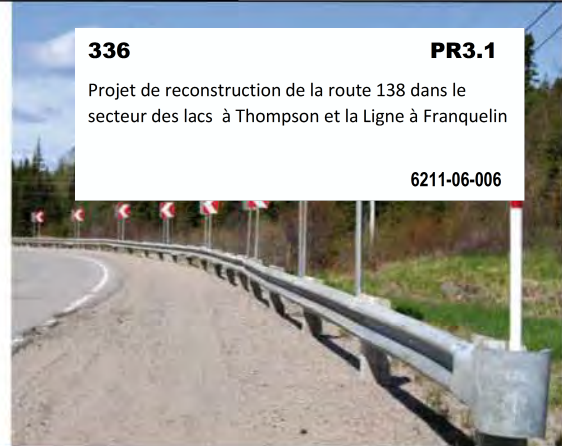 336 PR3.1
Projet de reconstruction de la route 138 dans le
secteur des lacs à Thompson et la Ligne à Franquelin
6211-06-006